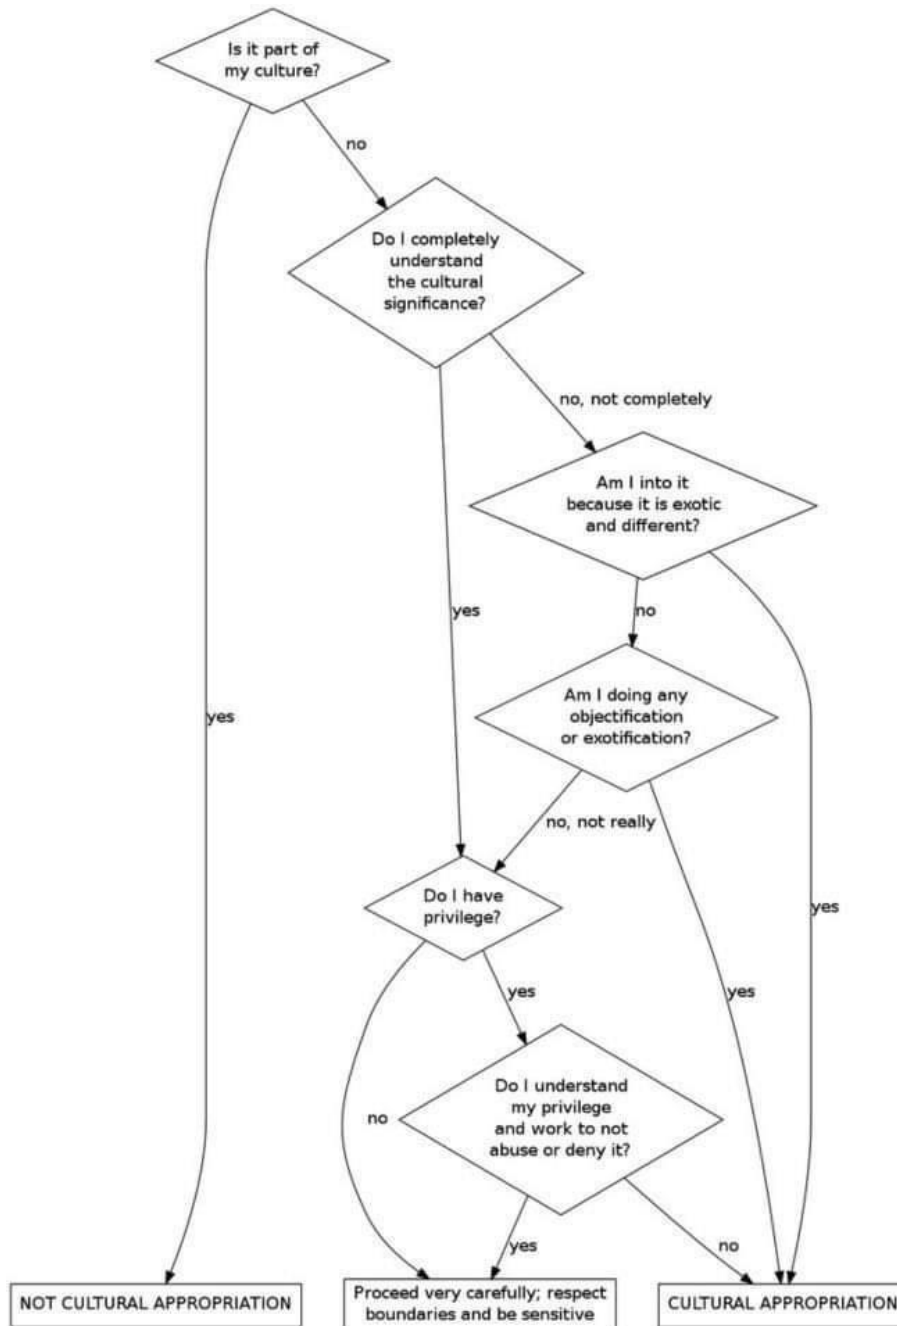 Is it part of
my culture?
no
Do I completely
understand
the cultural
significance?
no, not completely
Am I into it
because it is exotic
and different?
yes
no
Am I doing any
objectification
or exotification?
yes
no, not really
Do I have
privilege?
yes
yes
yes
Do I understand
my privilege
and work to not
abuse or deny it?
no
yes
no
NOT CULTURAL APPROPRIATION
Proceed very carefully; respect
boundaries and be sensitive
CULTURAL APPROPRIATION